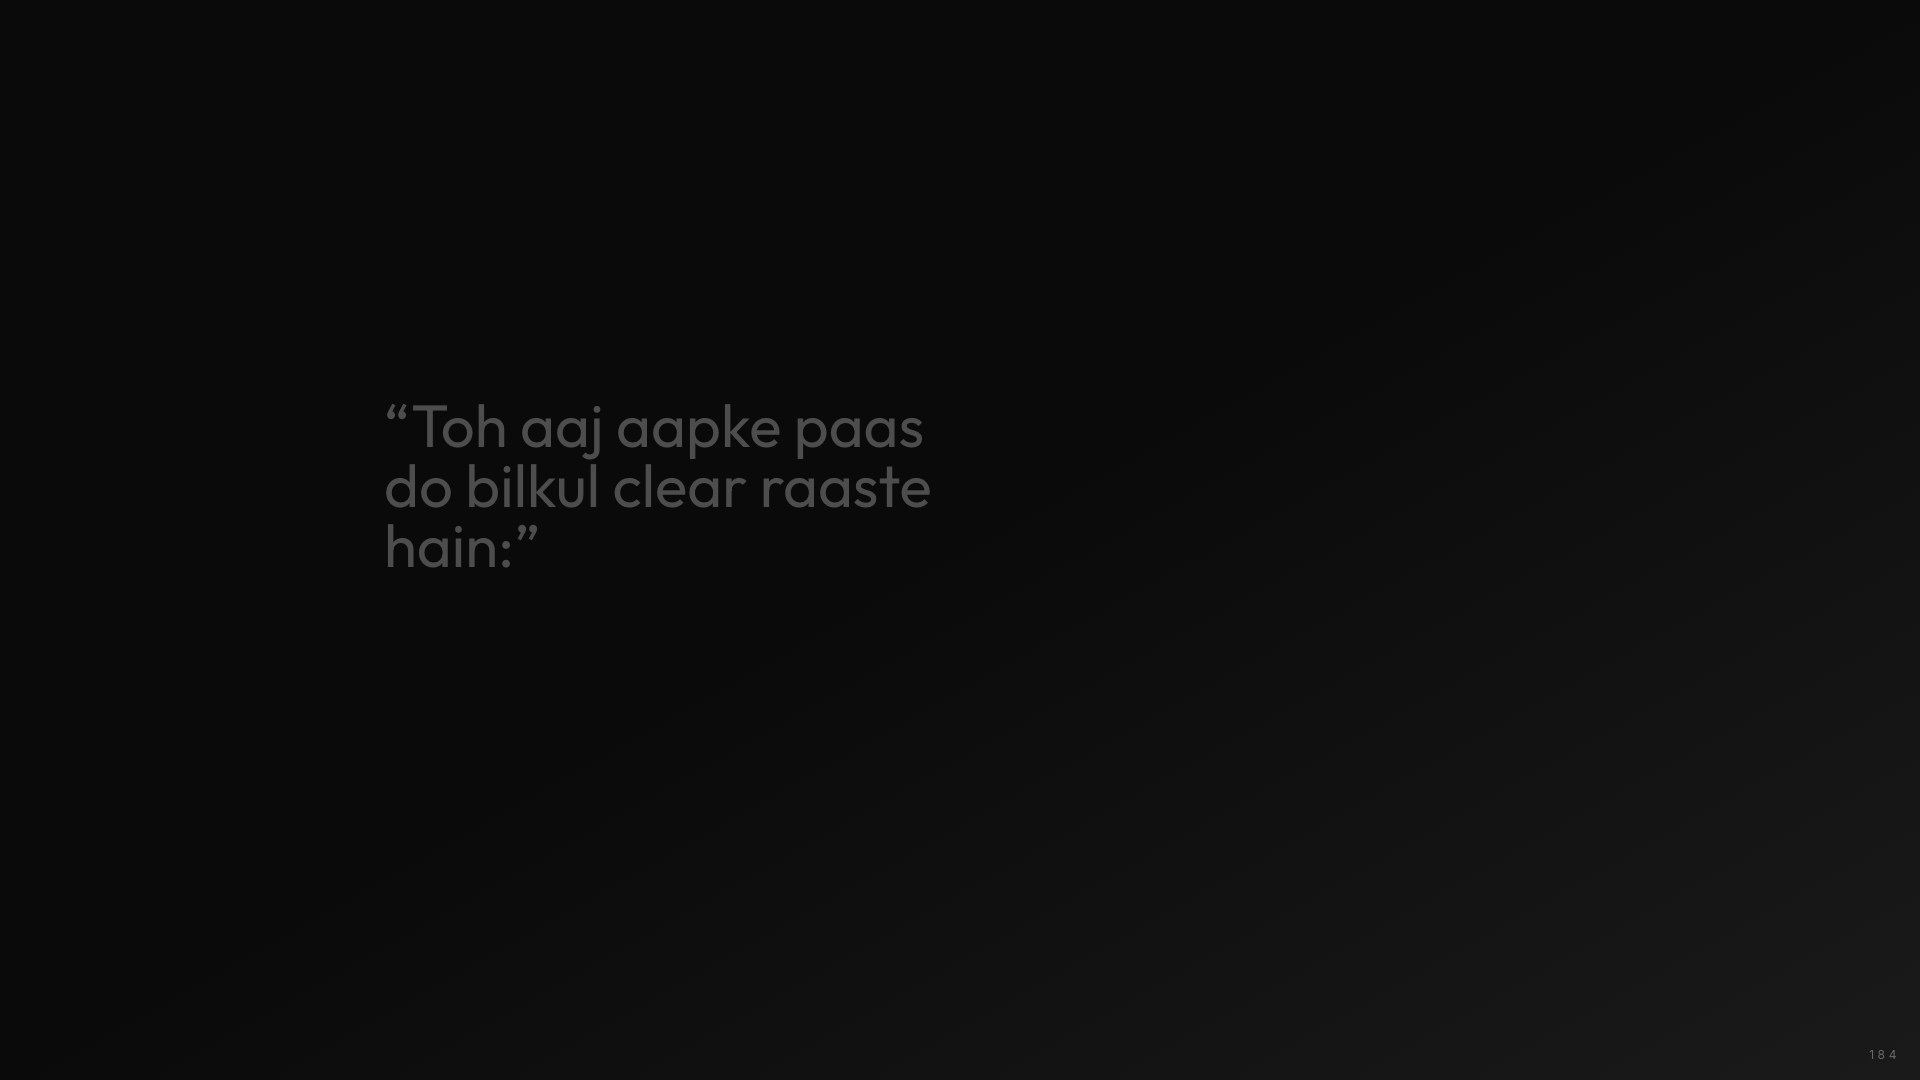 “Toh aaj aapke paas
do bilkul clear raaste
hain:”
184